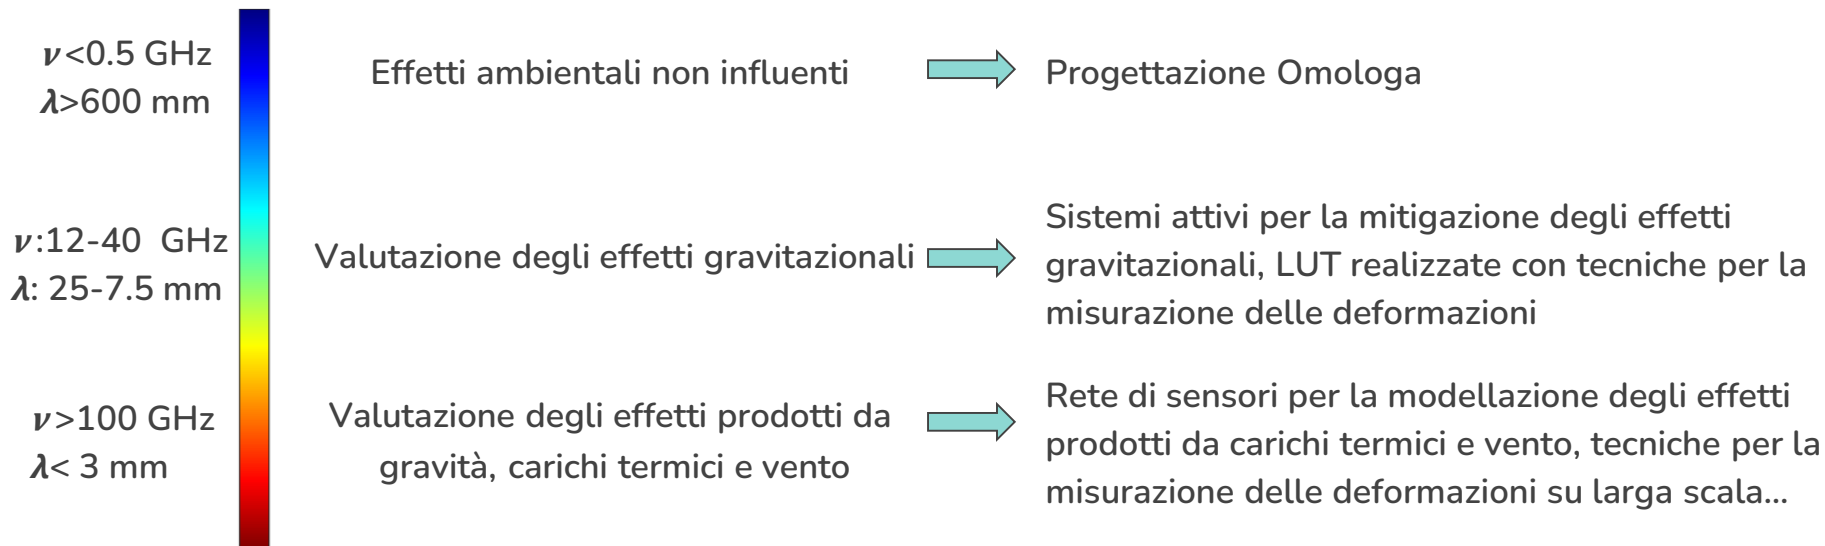 ν<0.5 GHz
λ>600 mm
Effetti ambientali non influenti
Progettazione Omologa
ν:12-40 GHz
λ: 25-7.5 mm
Valutazione degli effetti gravitazionali
Sistemi attivi per la mitigazione degli effetti
gravitazionali, LUT realizzate con tecniche per la
misurazione delle deformazioni
ν>100 GHz
λ< 3 mm
Valutazione degli effetti prodotti da
gravità, carichi termici e vento
Rete di sensori per la modellazione degli effetti
prodotti da carichi termici e vento, tecniche per la
misurazione delle deformazioni su larga scala...